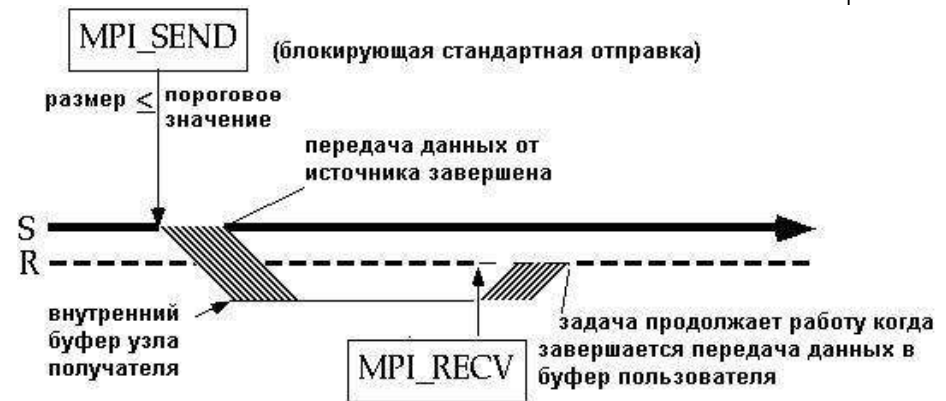 MPI_SEND
(блокирующая стандартная отправка)
размер ≤ пороговое
значение
передача данных от
источника завершена
S
R
внутренний
буфер узла
получателя
MPI_RECV
задача продолжает работу когда
завершается передача данных в
буфер пользователя